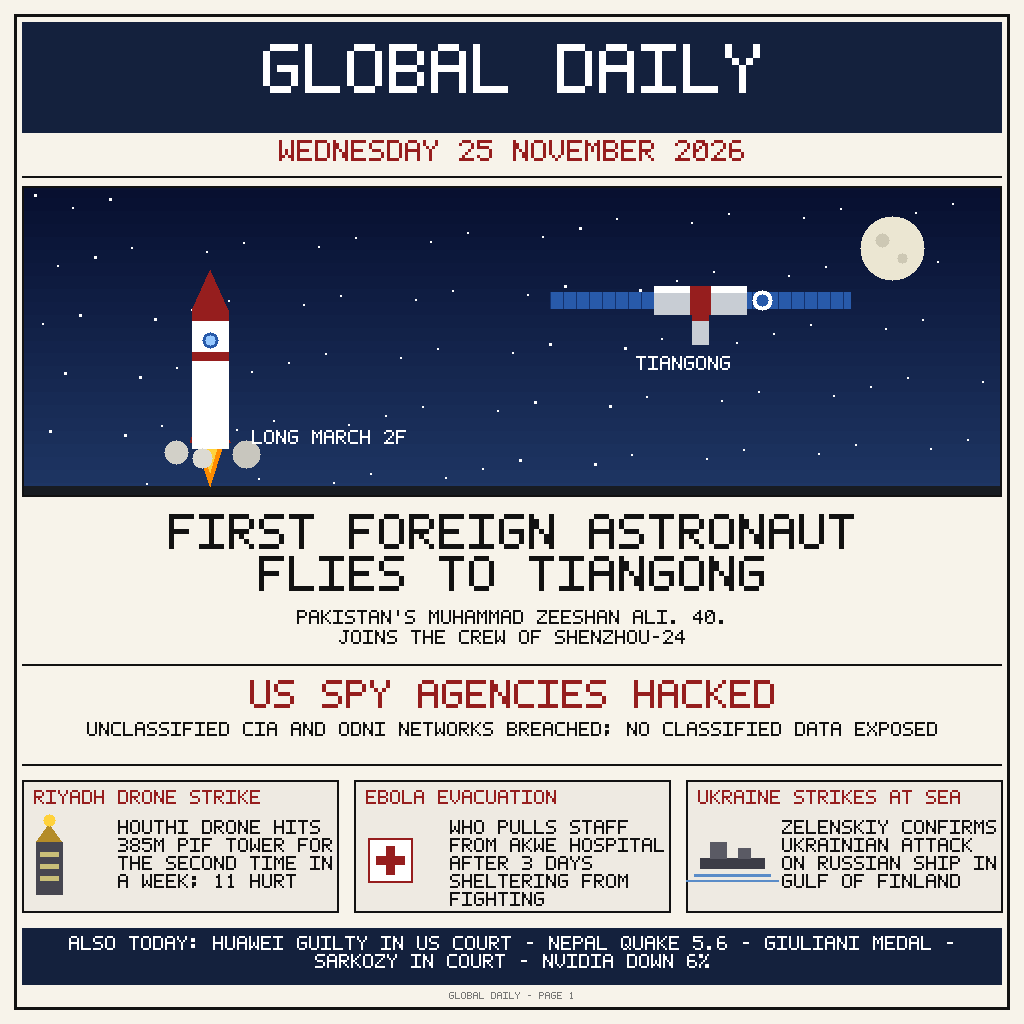 GLOBAL DAILY
WEDNESDAY 25 NOVEMBER 2026
TIANGONG
LONG MARCH 2F
FIRST FOREIGN ASTRONAUT
FLIES TO TIANGONG
PAKISTAN'S MUHAMMAD ZEESHAN ALI. 40.
JOINS THE CREW OF SHENZHOU-24
US SPY AGENCIES HACKED
UNCLASSIFIED CIA AND ODNI NETWORKS BREACHED; NO CLASSIFIED DATA EXPOSED
RIYADH DRONE STRIKE
HOUTHI DRONE HITS
385M PIF TOWER FOR
THE SECOND TIME IN
A WEEK; 11 HURT
EBOLA EVACUATION
WHO PULLS STAFF
FROM AKWE HOSPITAL
AFTER 3 DAYS
SHELTERING FROM
FIGHTING
UKRAINE STRIKES AT SEA
ZELENSKIY CONFIRMS
UKRAINIAN ATTACK
ON RUSSIAN SHIP IN
GULF OF FINLAND
ALSO TODAY: HUAWEI GUILTY IN US COURT - NEPAL QUAKE 5.6 - GIULIANI MEDAL -
SARKOZY IN COURT - NVIDIA DOWN 6%
GLOBAL DAILY - PAGE 1